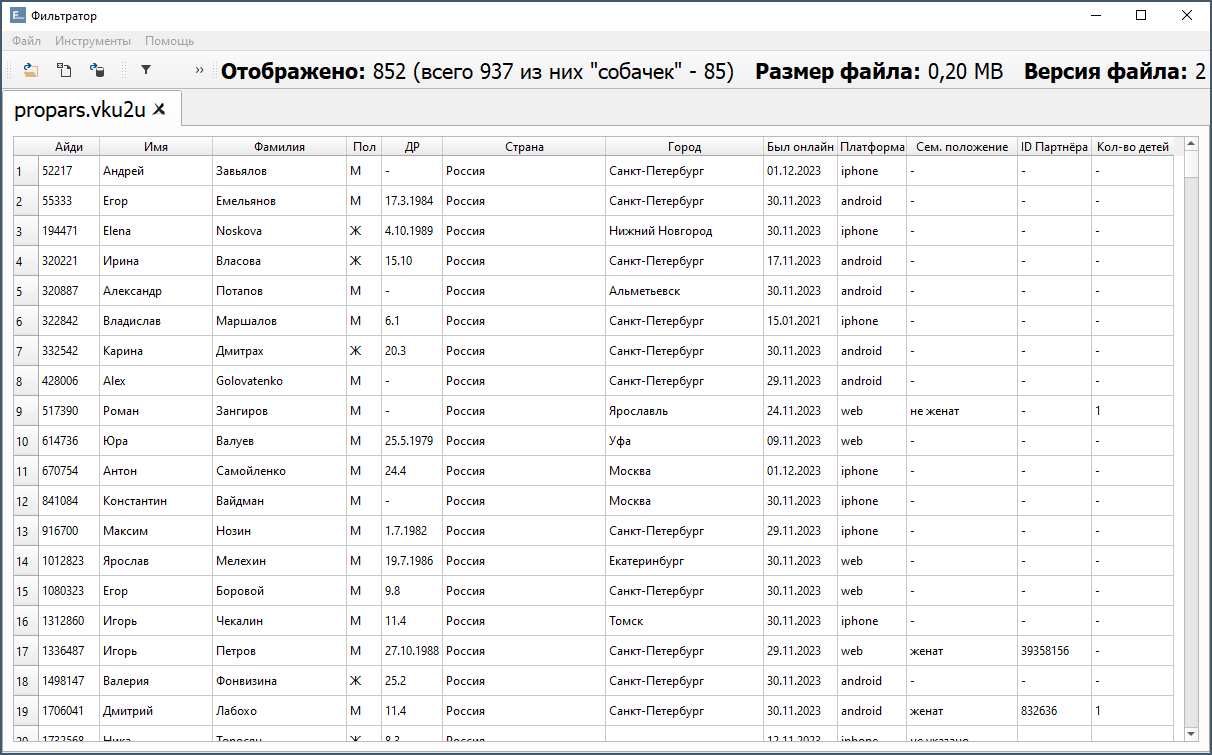 Фильтратор
Файл Инструменты Помощь
» Отображено: 852 (всего 937 из них "собачек" - 85) Размер файла: 0,20 MB Версия файла: 2
propars.vku2u
Айди Имя Фамилия Пол ДР Страна Город Был онлайн Платформа Сем. положение ID Партнёра Кол-во детей
1 52217 Андрей Завьялов М - Россия Санкт-Петербург 01.12.2023 iphone - - -
2 55333 Егор Емельянов М 17.3.1984 Россия Санкт-Петербург 30.11.2023 android - - -
3 194471 Elena Noskova Ж 4.10.1989 Россия Нижний Новгород 30.11.2023 iphone - - -
4 320221 Ирина Власова Ж 15.10 Россия Санкт-Петербург 17.11.2023 android - - -
5 320887 Александр Потапов М - Россия Альметьевск 30.11.2023 android - - -
6 322842 Владислав Маршалов М 6.1 Россия Санкт-Петербург 15.01.2021 iphone - - -
7 332542 Карина Дмитрах Ж 20.3 Россия Санкт-Петербург 30.11.2023 android - - -
8 428006 Alex Golovatenko М - Россия Санкт-Петербург 29.11.2023 android - - -
9 517390 Роман Зангиров М - Россия Ярославль 24.11.2023 web не женат - 1
10 614736 Юра Валуев М 25.5.1979 Россия Уфа 09.11.2023 web - - -
11 670754 Антон Самойленко М 24.4 Россия Москва 01.12.2023 iphone - - -
12 841084 Константин Вайдман М - Россия Москва 30.11.2023 iphone - - -
13 916700 Максим Нозин М 1.7.1982 Россия Санкт-Петербург 29.11.2023 iphone - - -
14 1012823 Ярослав Мелехин М 19.7.1986 Россия Екатеринбург 30.11.2023 web - - -
15 1080323 Егор Боровой М 9.8 Россия Санкт-Петербург 30.11.2023 web - - -
16 1312860 Игорь Чекалин М 11.4 Россия Томск 30.11.2023 iphone - - -
17 1336487 Игорь Петров М 27.10.1988 Россия Санкт-Петербург 29.11.2023 web женат 39358156 -
18 1498147 Валерия Фонвизина Ж 25.2 Россия Санкт-Петербург 30.11.2023 android - - -
19 1706041 Дмитрий Лабохо М 11.4 Россия Санкт-Петербург 30.11.2023 android женат 832636 1